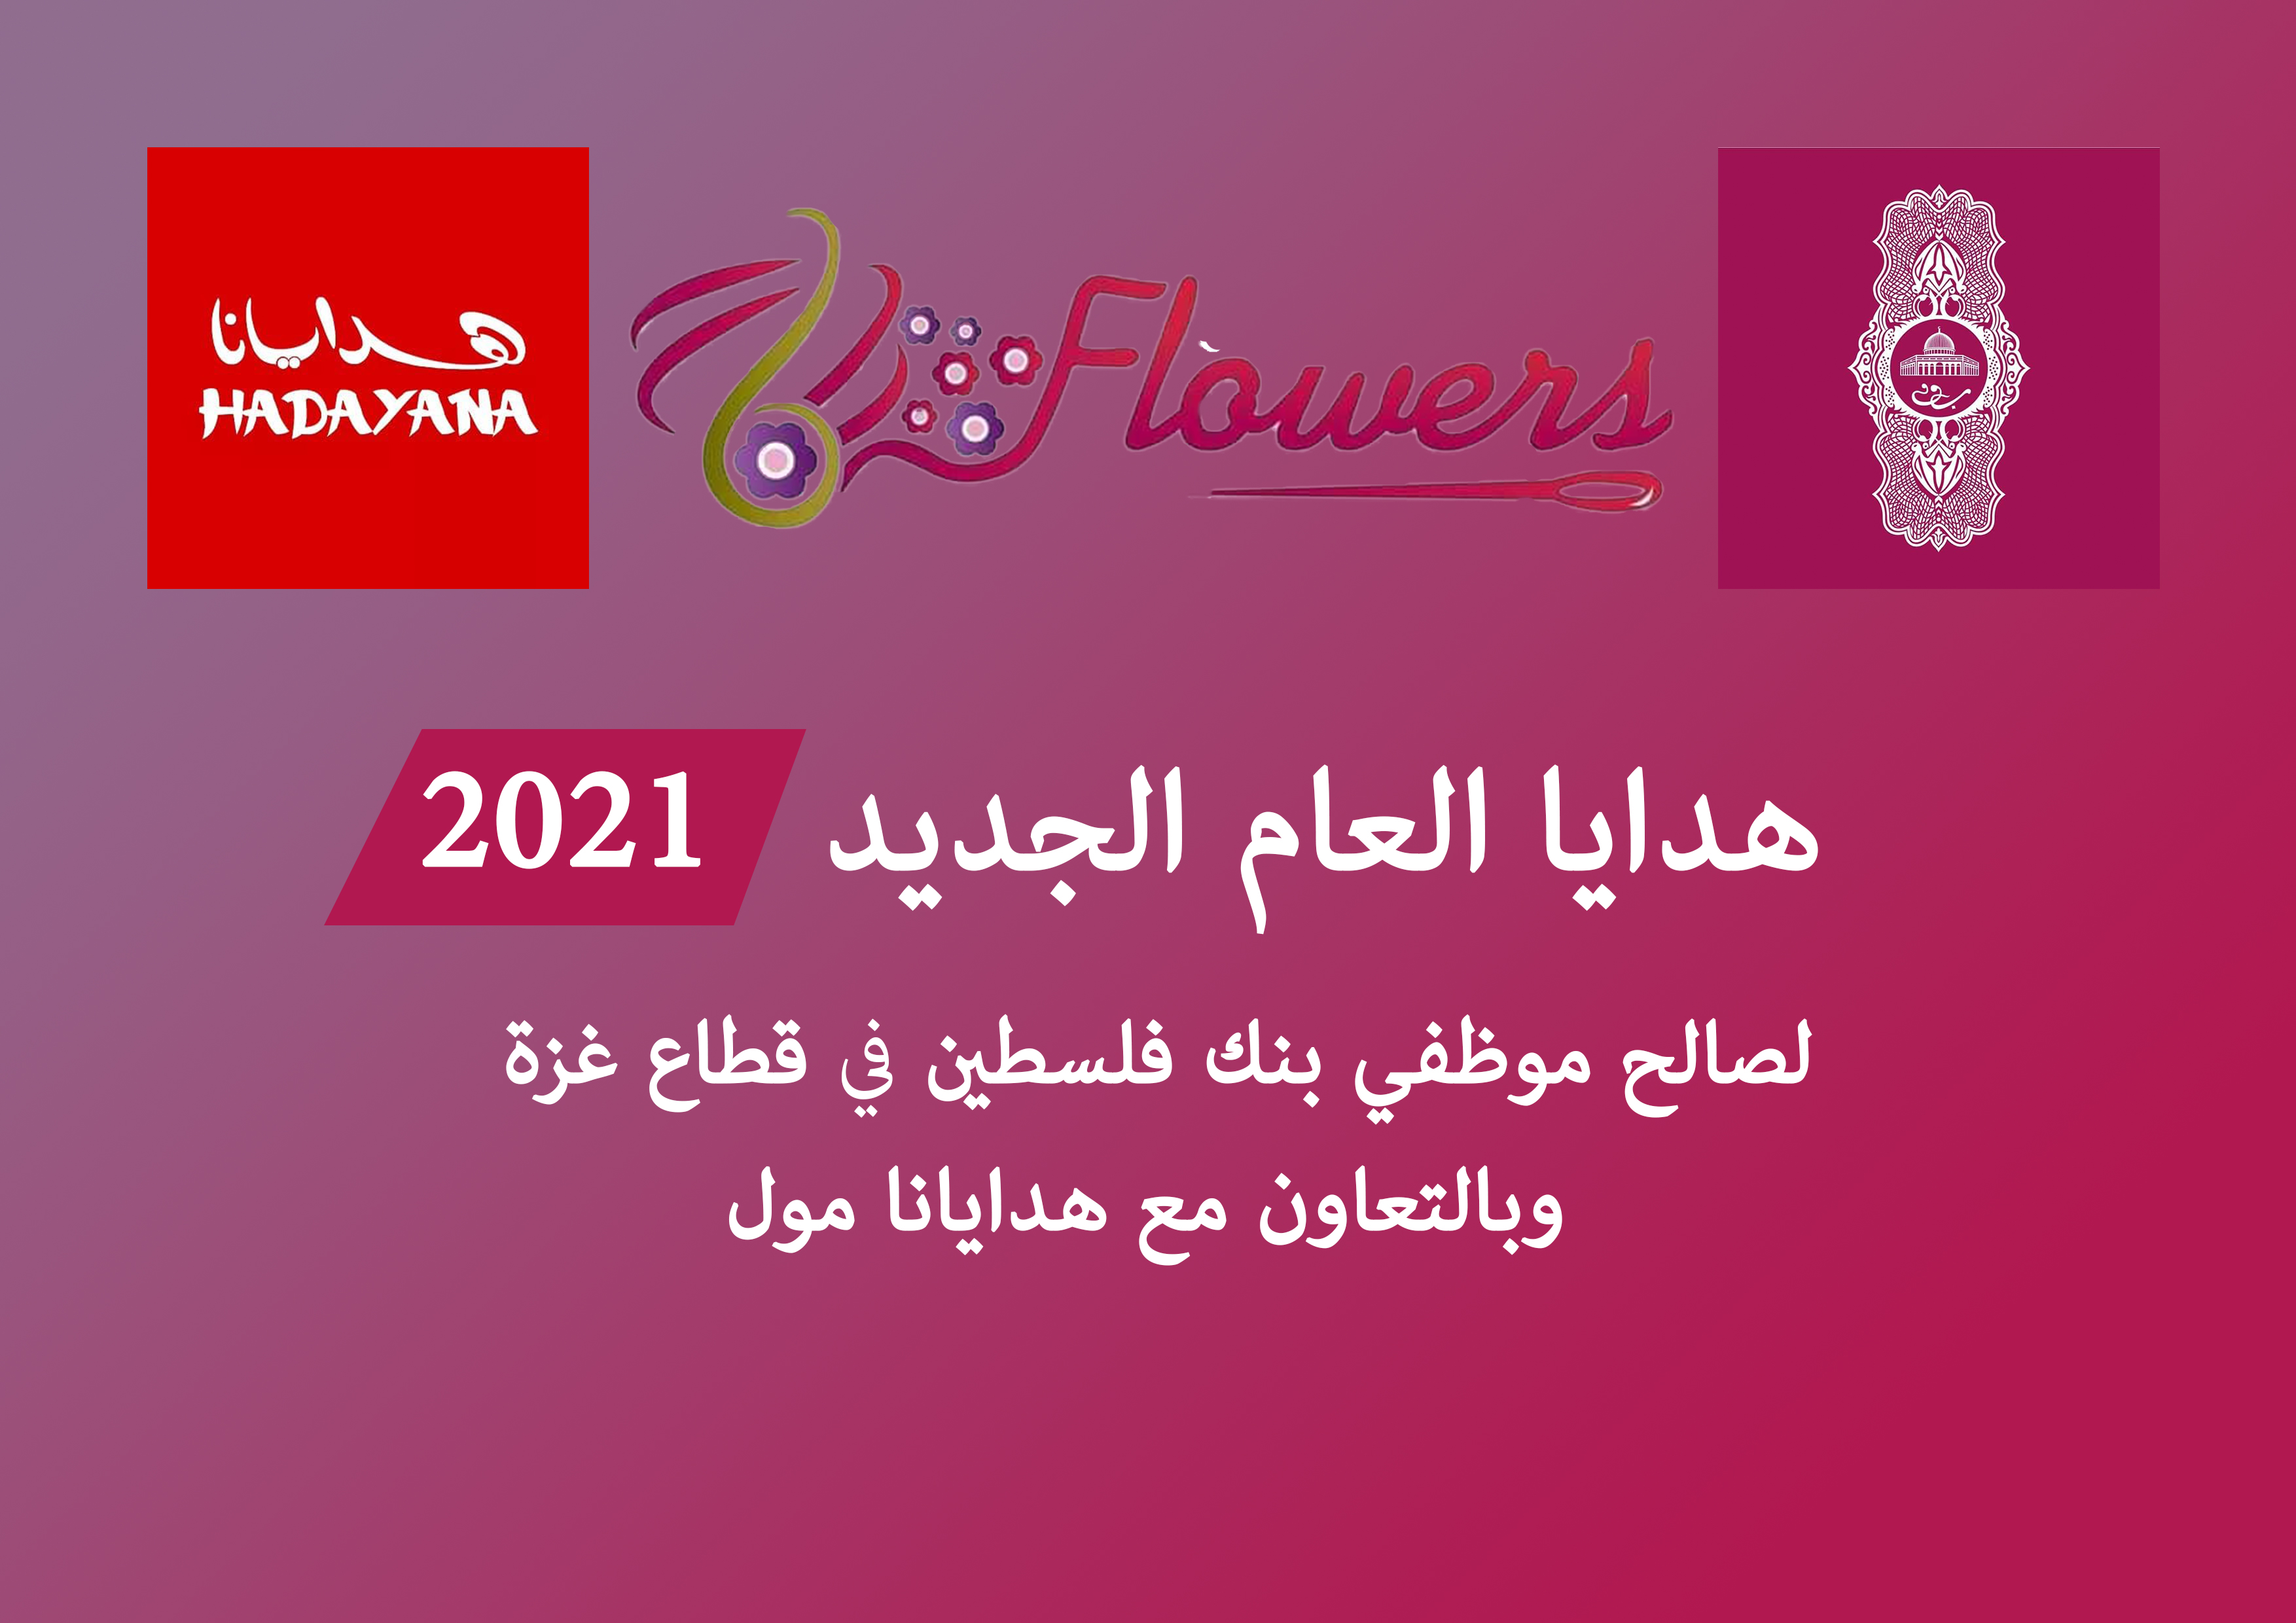 هدايانا
HADAYANA
Flowers
هدايا العام الجديد 2021
لصالح موظفي بنك فلسطين في قطاع غزة
وبالتعاون مع هدايانا مول